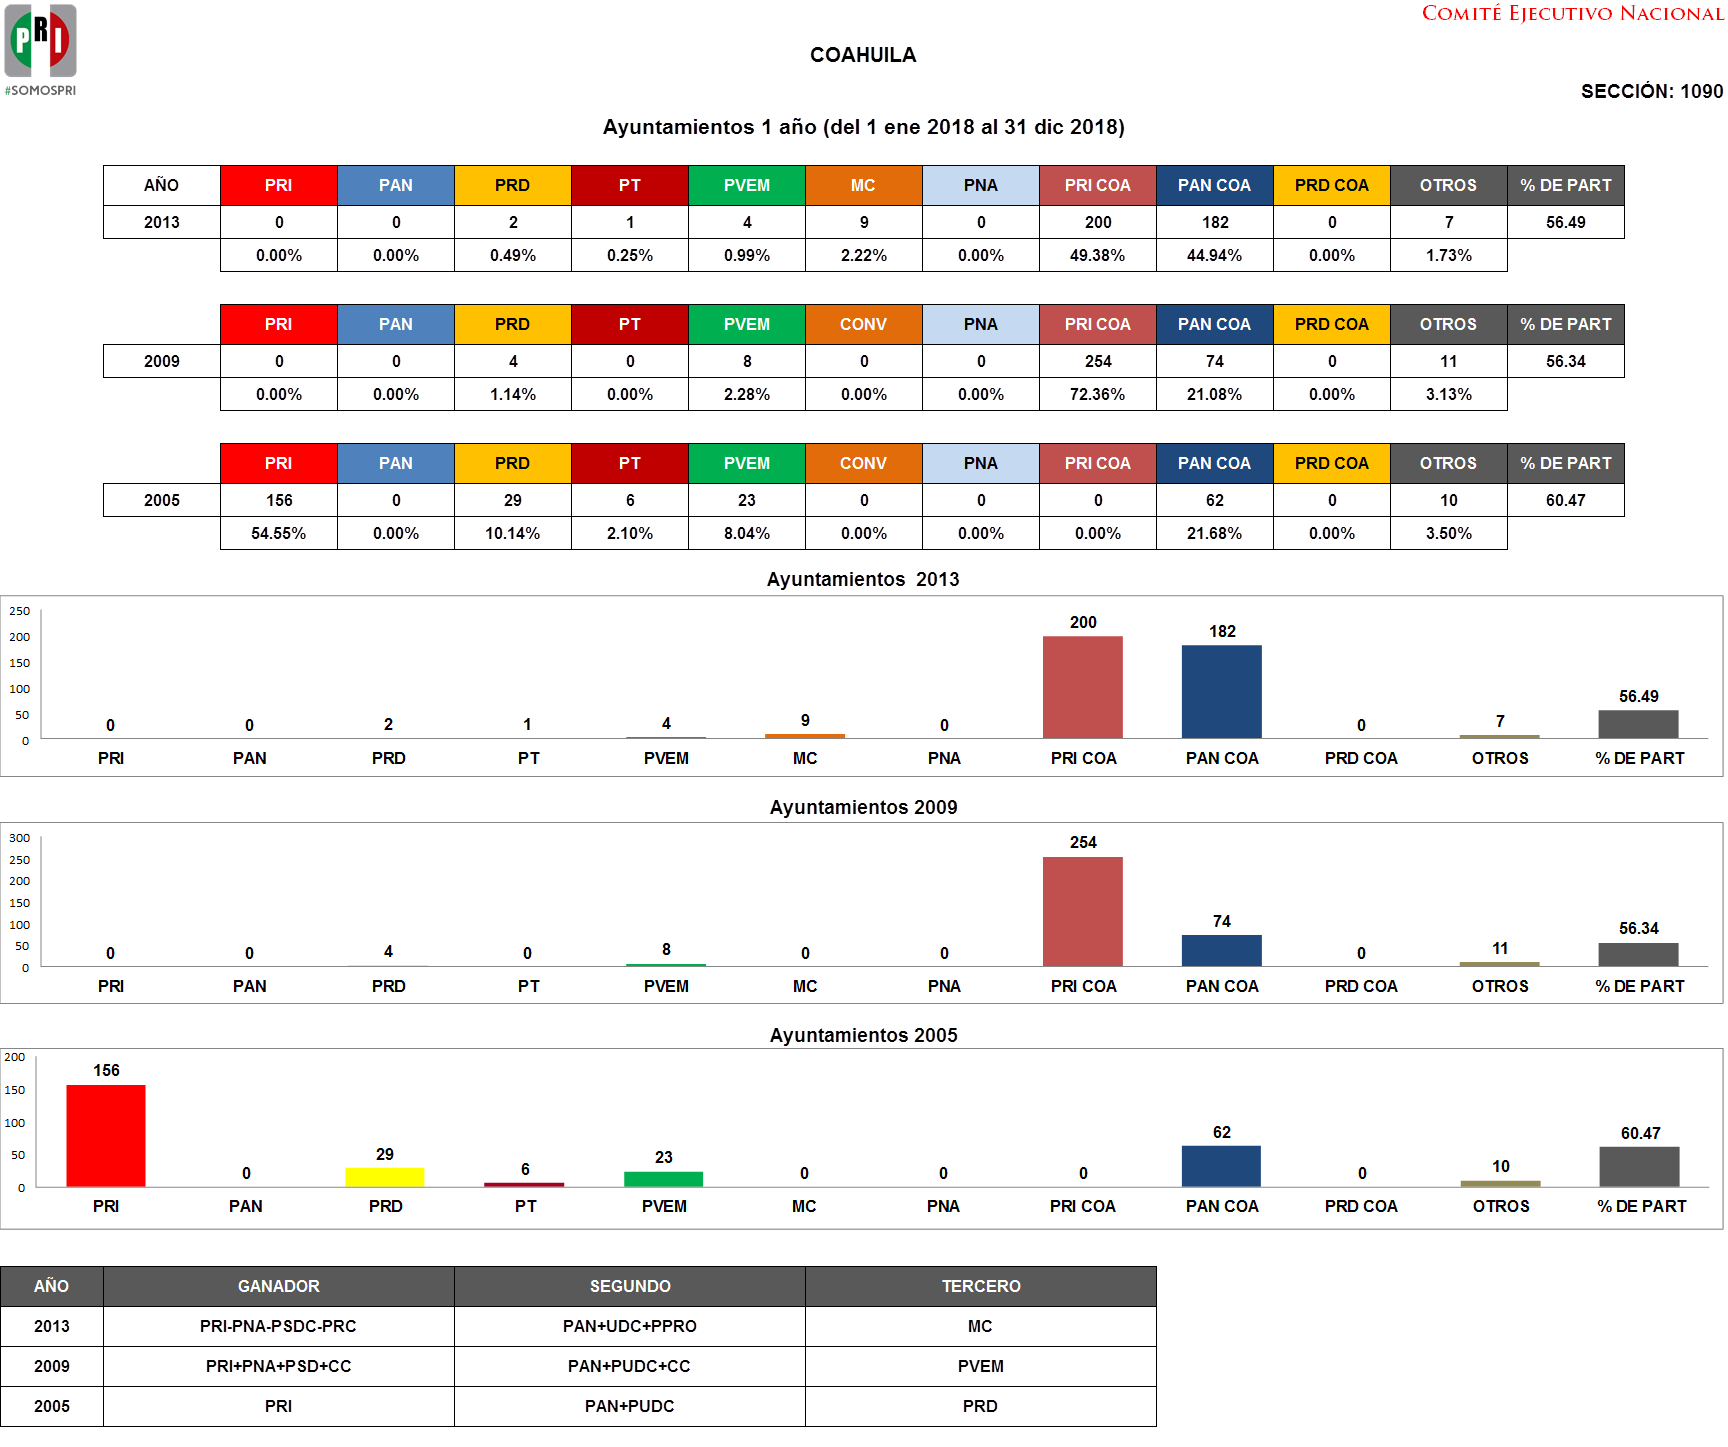 COMITÉ EJECUTIVO NACIONAL
PRI
#SOMOSPRI
COAHUILA
SECCIÓN: 1090
Ayuntamientos 1 año (del 1 ene 2018 al 31 dic 2018)
AÑO PRI PAN PRD PT PVEM MC PNA PRI COA PAN COA PRD COA OTROS % DE PART
2013 0 0 2 1 4 9 0 200 182 0 7 56.49
0.00% 0.00% 0.49% 0.25% 0.99% 2.22% 0.00% 49.38% 44.94% 0.00% 1.73%
PRI PAN PRD PT PVEM CONV PNA PRI COA PAN COA PRD COA OTROS % DE PART
2009 0 0 4 0 8 0 0 254 74 0 11 56.34
0.00% 0.00% 1.14% 0.00% 2.28% 0.00% 0.00% 72.36% 21.08% 0.00% 3.13%
PRI PAN PRD PT PVEM CONV PNA PRI COA PAN COA PRD COA OTROS % DE PART
2005 156 0 29 6 23 0 0 0 62 0 10 60.47
54.55% 0.00% 10.14% 2.10% 8.04% 0.00% 0.00% 0.00% 21.68% 0.00% 3.50%
Ayuntamientos 2013
250
200
150
100
50
0
0 0 2 1 4 9 0 200 182 0 7 56.49
PRI PAN PRD PT PVEM MC PNA PRI COA PAN COA PRD COA OTROS % DE PART
Ayuntamientos 2009
300
250
200
150
100
50
0
0 0 4 0 8 0 0 254 74 0 11 56.34
PRI PAN PRD PT PVEM MC PNA PRI COA PAN COA PRD COA OTROS % DE PART
Ayuntamientos 2005
200
150
100
50
0
156 0 29 6 23 0 0 0 62 0 10 60.47
PRI PAN PRD PT PVEM MC PNA PRI COA PAN COA PRD COA OTROS % DE PART
AÑO GANADOR SEGUNDO TERCERO
2013 PRI-PNA-PSDC-PRC PAN+UDC+PPRO MC
2009 PRI+PNA+PSD+CC PAN+PUDC+CC PVEM
2005 PRI PAN+PUDC PRD